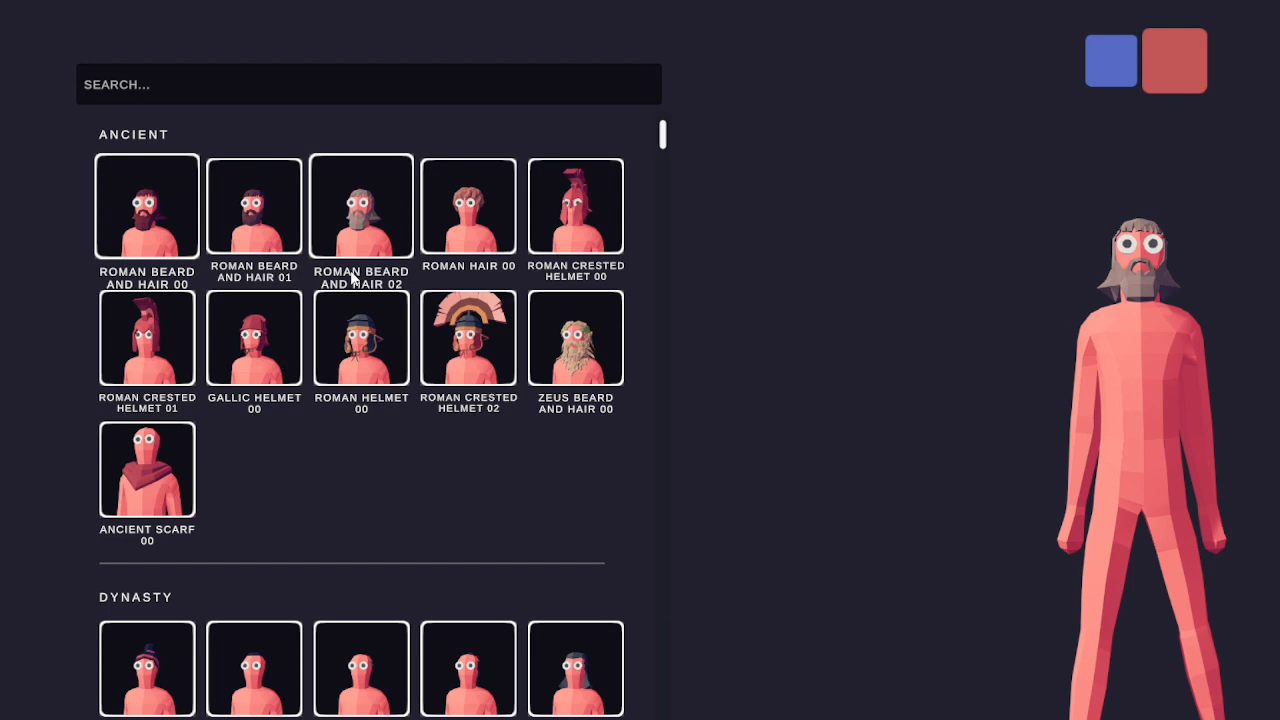 SEARCH...
ANCIENT
ROMAN BEARD
AND HAIR 00
ROMAN BEARD
AND HAIR 01
ROMAN BEARD
AND HAIR 02
ROMAN HAIR 00
ROMAN CRESTED
HELMET 00
ROMAN CRESTED
HELMET 01
GALLIC HELMET
00
ROMAN HELMET
00
ROMAN CRESTED
HELMET 02
ZEUS BEARD
AND HAIR 00
ANCIENT SCARF
00
DYNASTY